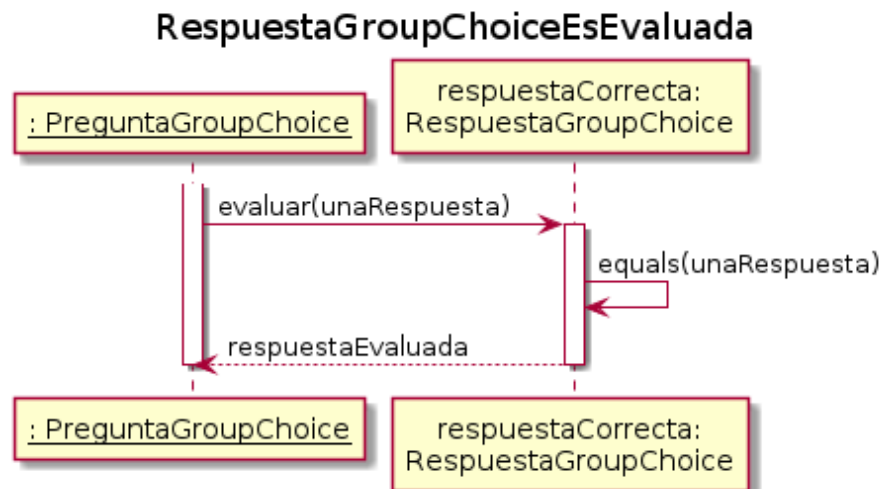 RespuestaGroupChoiceEsEvaluada
: PreguntaGroupChoice
respuestaCorrecta:
RespuestaGroupChoice
evaluar(unaRespuesta)
equals(unaRespuesta)
respuestaEvaluada
: PreguntaGroupChoice
respuestaCorrecta:
RespuestaGroupChoice